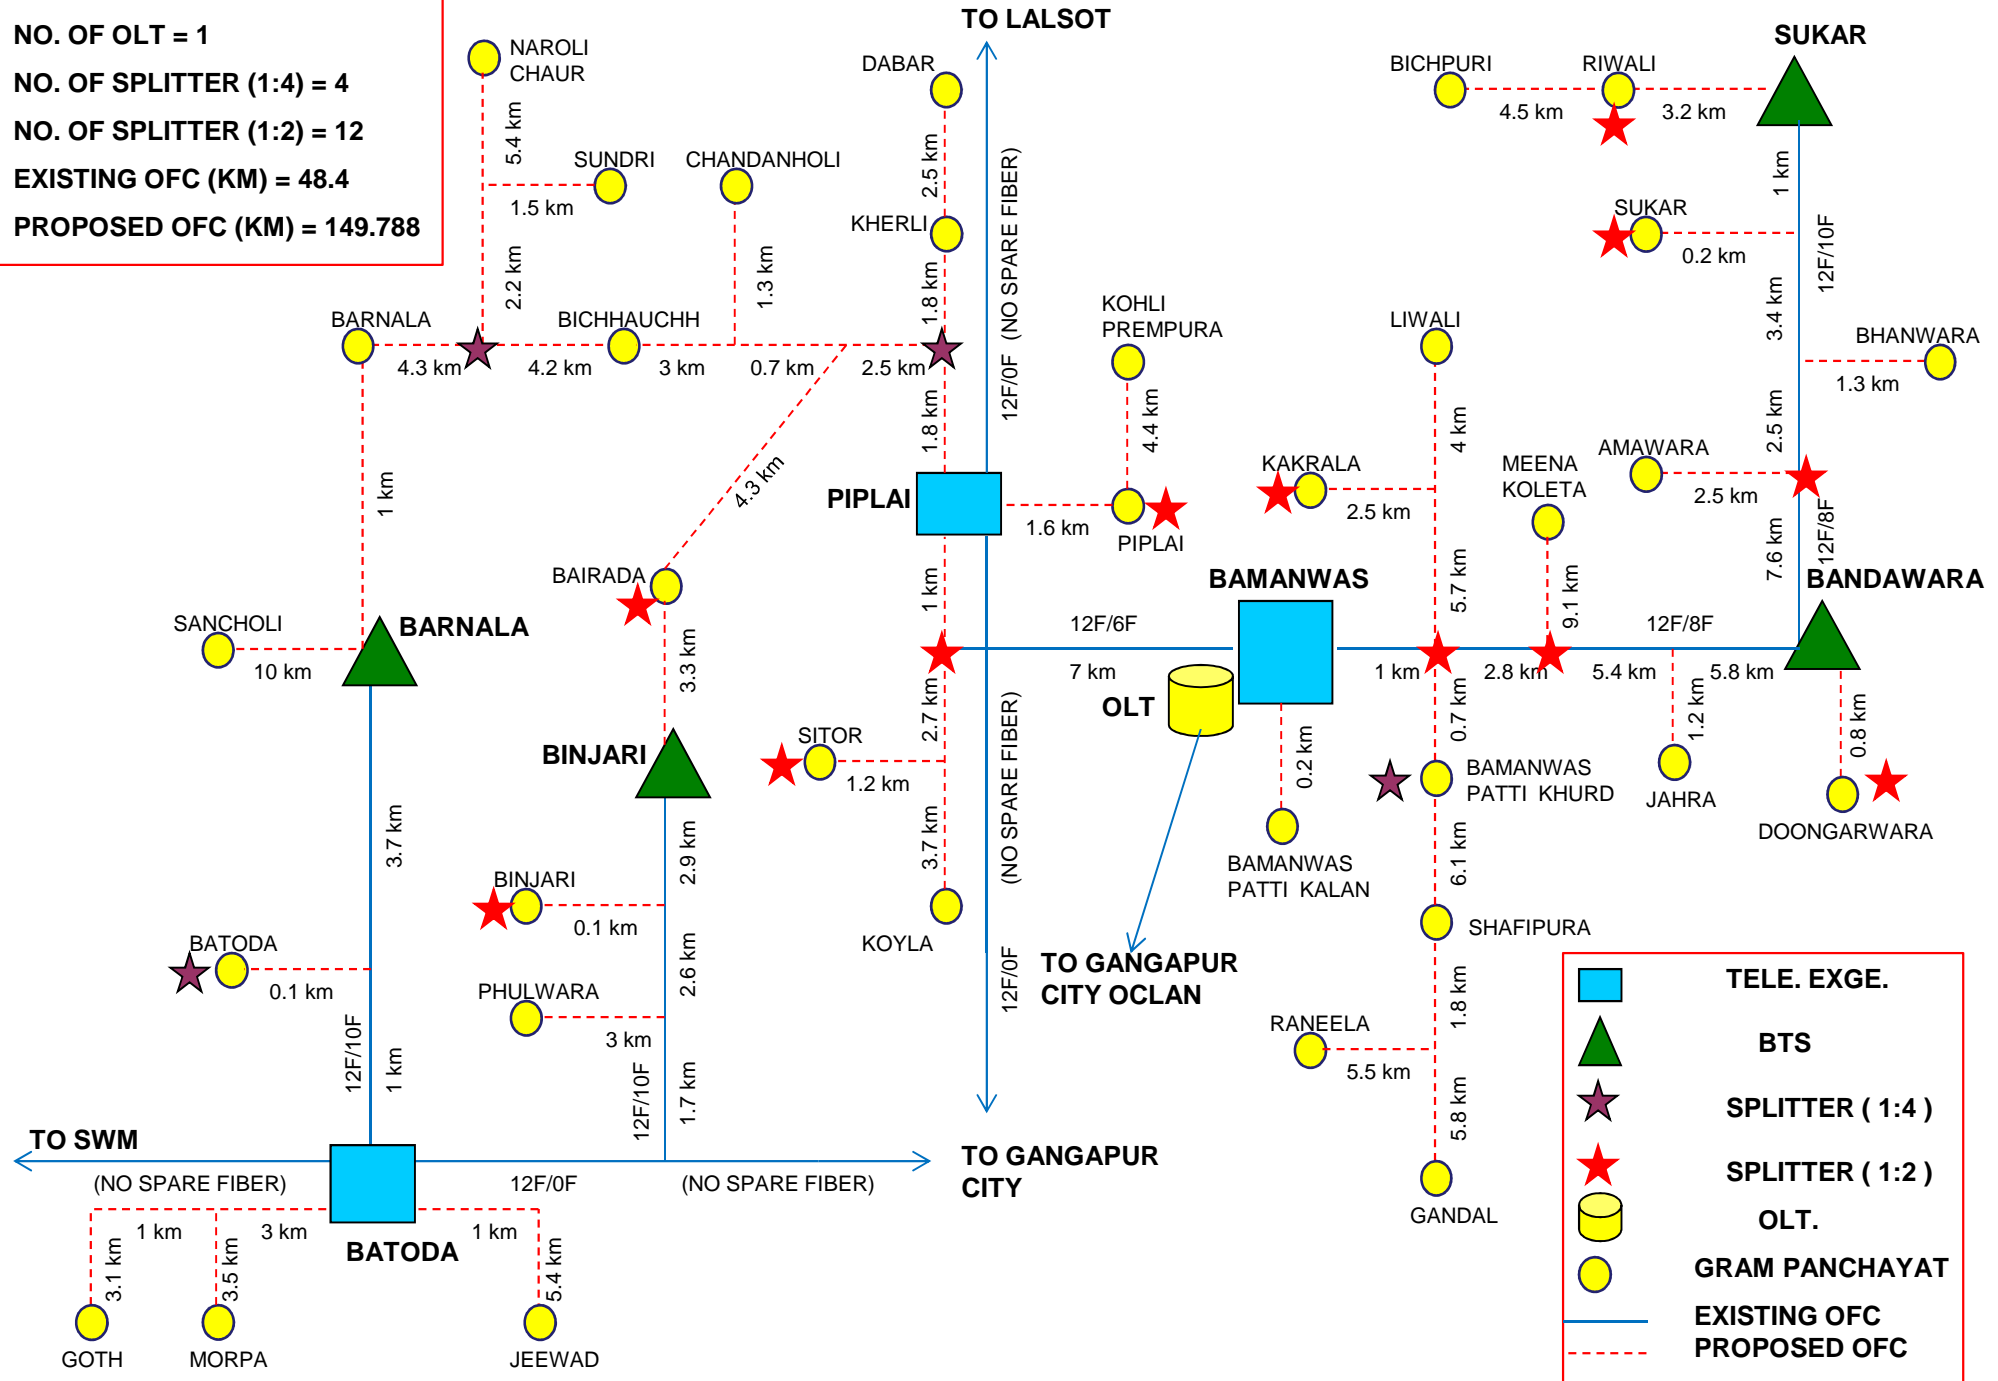 NO. OF OLT = 1
NO. OF SPLITTER (1:4) = 4
NO. OF SPLITTER (1:2) = 12
EXISTING OFC (KM) = 48.4
PROPOSED OFC (KM) = 149.788
NAROLI
CHAUR
5.4 km
SUNDRI
1.5 km
CHANDANHOLI
1.3 km
2.2 km
BARNALA
4.3 km
4.2 km
BICHHAUCHH
3 km
0.7 km
2.5 km
4.3 km
1 km
SANCHOLI
10 km
BARNALA
3.7 km
BATODA
0.1 km
12F/10F
1 km
TO LALSOT
DABAR
2.5 km
KHERLI
1.8 km
12F/0F (NO SPARE FIBER)
1.8 km
PIPLAI
KOHLI
PREMPURA
4.4 km
1.6 km
PIPLAI
1 km
BAIRADA
3.3 km
BINJARI
2.9 km
BINJARI
0.1 km
2.6 km
PHULWARA
3 km
12F/10F
1.7 km
2.7 km
SITOR
1.2 km
3.7 km
KOYLA
(NO SPARE FIBER)
12F/0F
12F/6F
7 km
BAMANWAS
OLT
0.2 km
BAMANWAS
PATTI KALAN
TO GANGAPUR
CITY OCLAN
LIWALI
4 km
KAKRALA
2.5 km
5.7 km
MEENA
KOLETA
9.1 km
1 km
2.8 km
5.4 km
5.8 km
12F/8F
0.7 km
BAMANWAS
PATTI KHURD
6.1 km
SHAFIPURA
1.8 km
RANEELA
5.5 km
5.8 km
GANDAL
1.2 km
JAHRA
0.8 km
DOONGARWARA
SUKAR
BICHPURI
RIWALI
4.5 km
3.2 km
1 km
SUKAR
0.2 km
12F/10F
3.4 km
BHANWARA
1.3 km
2.5 km
AMAWARA
2.5 km
12F/8F
7.6 km
BANDAWARA
TO SWM
(NO SPARE FIBER)
12F/0F
(NO SPARE FIBER)
TO GANGAPUR
CITY
1 km
3 km
1 km
BATODA
3.1 km
3.5 km
5.4 km
GOTH
MORPA
JEEWAD
TELE. EXGE.
BTS
SPLITTER ( 1:4 )
SPLITTER ( 1:2 )
OLT.
GRAM PANCHAYAT
EXISTING OFC
PROPOSED OFC